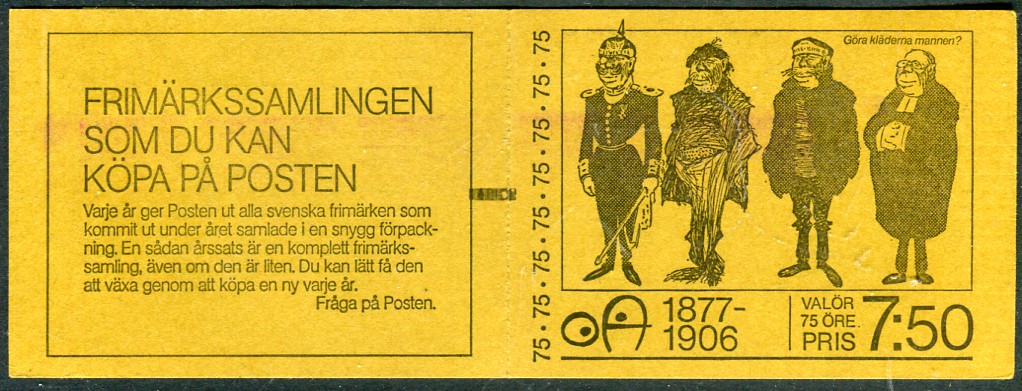 FRIMÄRKSSAMLINGEN
SOM DU KAN
KÖPA PÅ POSTEN
Varje år ger Posten ut alla svenska frimärken som
kommit ut under året samlade i en snygg förpack-
ning. En sådan årssats är en komplett frimärks-
samling, även om den är liten. Du kan lätt få den
att växa genom att köpa en ny varje år.
Fråga på Posten.
75•75•75•75•75•75•75
Göra kläderna mannen?
OA 1877-
1906
VALÖR
75 ÖRE.
PRIS 7:50